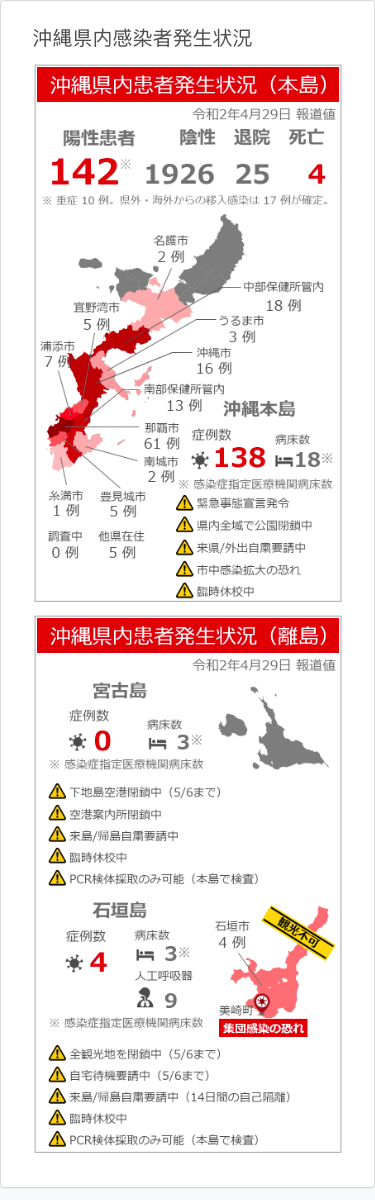 沖縄県内感染者発生状況
沖縄県内患者発生状況（本島）
令和2年4月29日 報道値
陽性患者 陰性 退院 死亡
142※ 1926 25 4
※ 重症 10 例。県外・海外からの移入感染は 17 例が確定。
名護市
2 例
中部保健所管内
18 例
宜野湾市
5 例
うるま市
3 例
浦添市
7 例
沖縄市
16 例
南部保健所管内
13 例
沖縄本島
那覇市
61 例
症例数
138
病床数
18※
南城市
2 例
※ 感染症指定医療機関病床数
糸満市
1 例
豊見城市
5 例
調査中
0 例
他県在住
5 例
緊急事態宣言発令
県内全域で公園閉鎖中
来県/外出自粛要請中
市中感染拡大の恐れ
臨時休校中
沖縄県内患者発生状況（離島）
令和2年4月29日 報道値
宮古島
症例数
0
病床数
3※
※ 感染症指定医療機関病床数
下地島空港閉鎖中（5/6まで）
空港案内所閉鎖中
来島/帰島自粛要請中
臨時休校中
PCR検体採取のみ可能（本島で検査）
石垣島
症例数
4
病床数
3※
人工呼吸器
9
※ 感染症指定医療機関病床数
石垣市
4 例
観光不可
美崎町
集団感染の恐れ
全観光地を閉鎖中（5/6まで）
自宅待機要請中（5/6まで）
来島/帰島自粛要請中（14日間の自己隔離）
臨時休校中
PCR検体採取のみ可能（本島で検査）